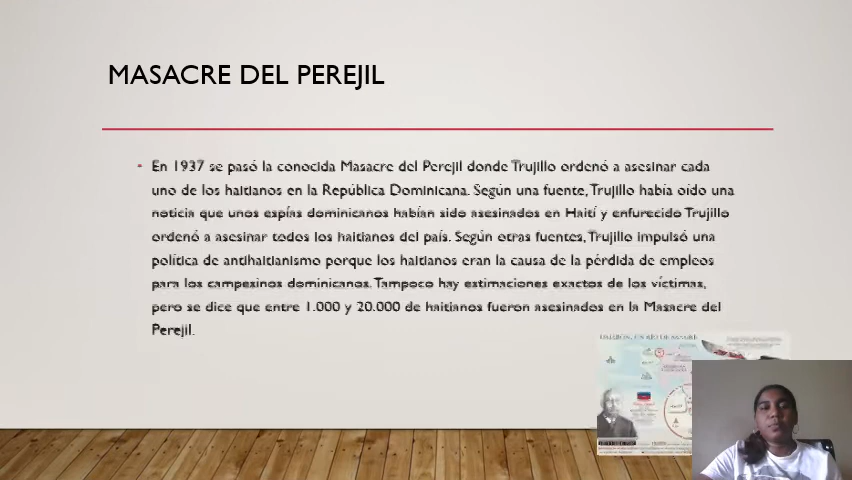 MASACRE DEL PEREJIL
• En 1937 se pasó la conocida Masacre del Perejil donde Trujillo ordenó a asesinar cada
uno de los haitianos en la República Dominicana. Según una fuente, Trujillo había oído una
noticia que unos espías dominicanos habían sido asesinados en Haití y enfurecido Trujillo
ordenó a asesinar todos los haitianos del país. Según otras fuentes, Trujillo impulsó una
política de antihaitianismo porque los haitianos eran la causa de la pérdida de empleos
para los campesinos dominicanos. Tampoco hay estimaciones exactos de los víctimas,
pero se dice que entre 1.000 y 20.000 de haitianos fueron asesinados en la Masacre del
Perejil.